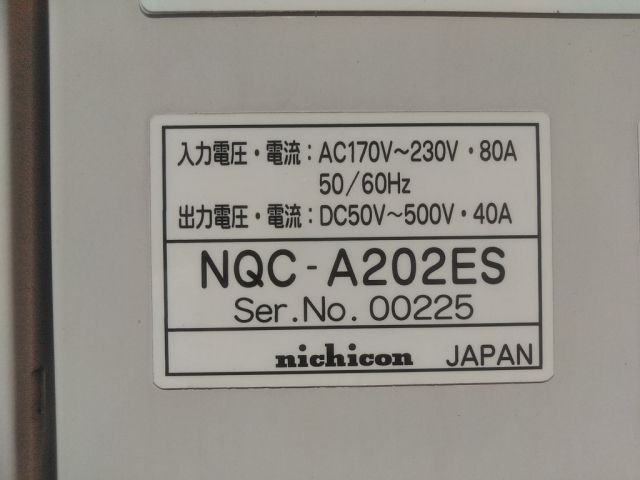 入力電圧・電流：AC170V～230V・80A
50/60Hz
出力電圧・電流：DC50V～500V・40A
NQC-A202ES
Ser.No. 00225
nichicon JAPAN